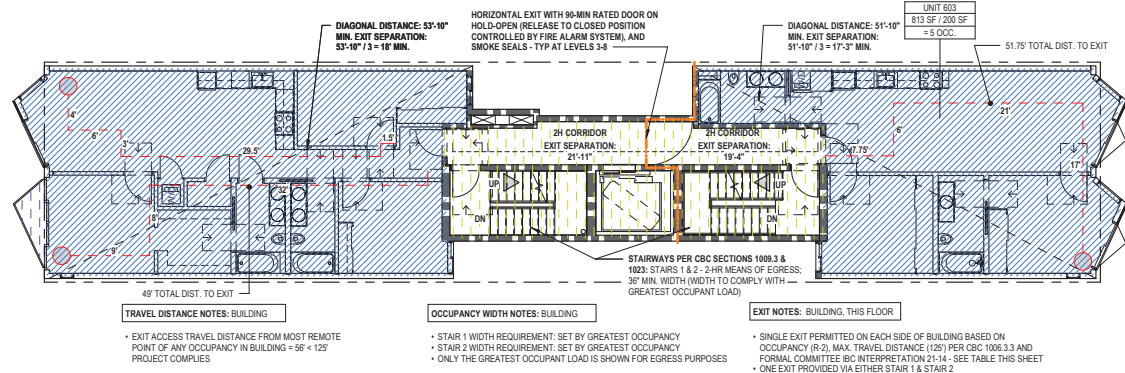 DIAGONAL DISTANCE: 53'-10"
MIN. EXIT SEPARATION:
53'-10" / 3 = 18' MIN.
HORIZONTAL EXIT WITH 90-MIN RATED DOOR ON
HOLD-OPEN (RELEASE TO CLOSED POSITION
CONTROLLED BY FIRE ALARM SYSTEM), AND
SMOKE SEALS - TYP AT LEVELS 3-8
DIAGONAL DISTANCE: 51'-10"
MIN. EXIT SEPARATION:
51'-10" / 3 = 17'-3" MIN.
UNIT 603
813 SF / 200 SF
= 5 OCC.
51.75' TOTAL DIST. TO EXIT
4'
6'
3'
29.5'
1.5'
32'
8'
9'
2H CORRIDOR
EXIT SEPARATION:
21'-11"
2H CORRIDOR
EXIT SEPARATION:
19'-4"
7.75'
6'
21'
17'
UP
DN
UP
DN
49' TOTAL DIST. TO EXIT
STAIRWAYS PER CBC SECTIONS 1009.3 &
1023: STAIRS 1 & 2 - 2-HR MEANS OF EGRESS;
36" MIN. WIDTH (WIDTH TO COMPLY WITH
GREATEST OCCUPANT LOAD)
TRAVEL DISTANCE NOTES: BUILDING
• EXIT ACCESS TRAVEL DISTANCE FROM MOST REMOTE
POINT OF ANY OCCUPANCY IN BUILDING = 56' < 125'
PROJECT COMPLIES
OCCUPANCY WIDTH NOTES: BUILDING
• STAIR 1 WIDTH REQUIREMENT: SET BY GREATEST OCCUPANCY
• STAIR 2 WIDTH REQUIREMENT: SET BY GREATEST OCCUPANCY
• ONLY THE GREATEST OCCUPANT LOAD IS SHOWN FOR EGRESS PURPOSES
EXIT NOTES: BUILDING, THIS FLOOR
• SINGLE EXIT PERMITTED ON EACH SIDE OF BUILDING BASED ON
OCCUPANCY (R-2), MAX. TRAVEL DISTANCE (125') PER CBC 1006.3.3 AND
FORMAL COMMITTEE IBC INTERPRETATION 21-14 - SEE TABLE THIS SHEET
• ONE EXIT PROVIDED VIA EITHER STAIR 1 & STAIR 2